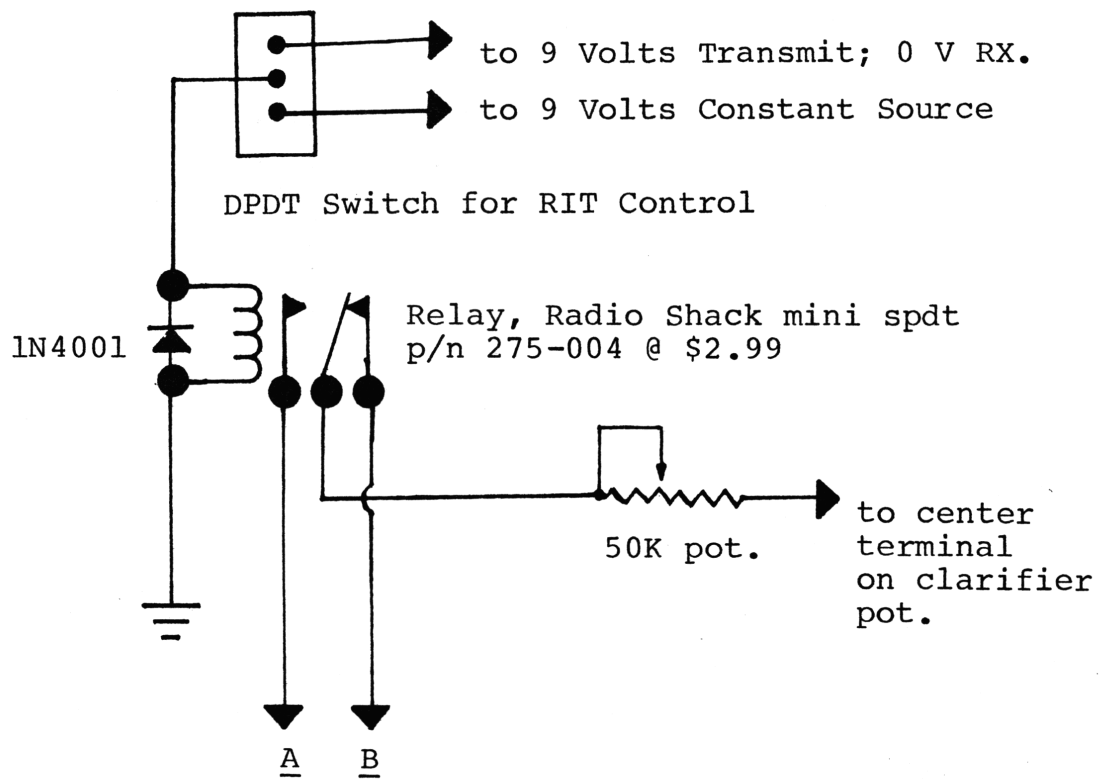 to 9 Volts Transmit; 0 V RX.
to 9 Volts Constant Source
DPDT Switch for RIT Control
1N4001
Relay, Radio Shack mini spdt
p/n 275-004 @ $2.99
50K pot.
to center
terminal
on clarifier
pot.
A
B